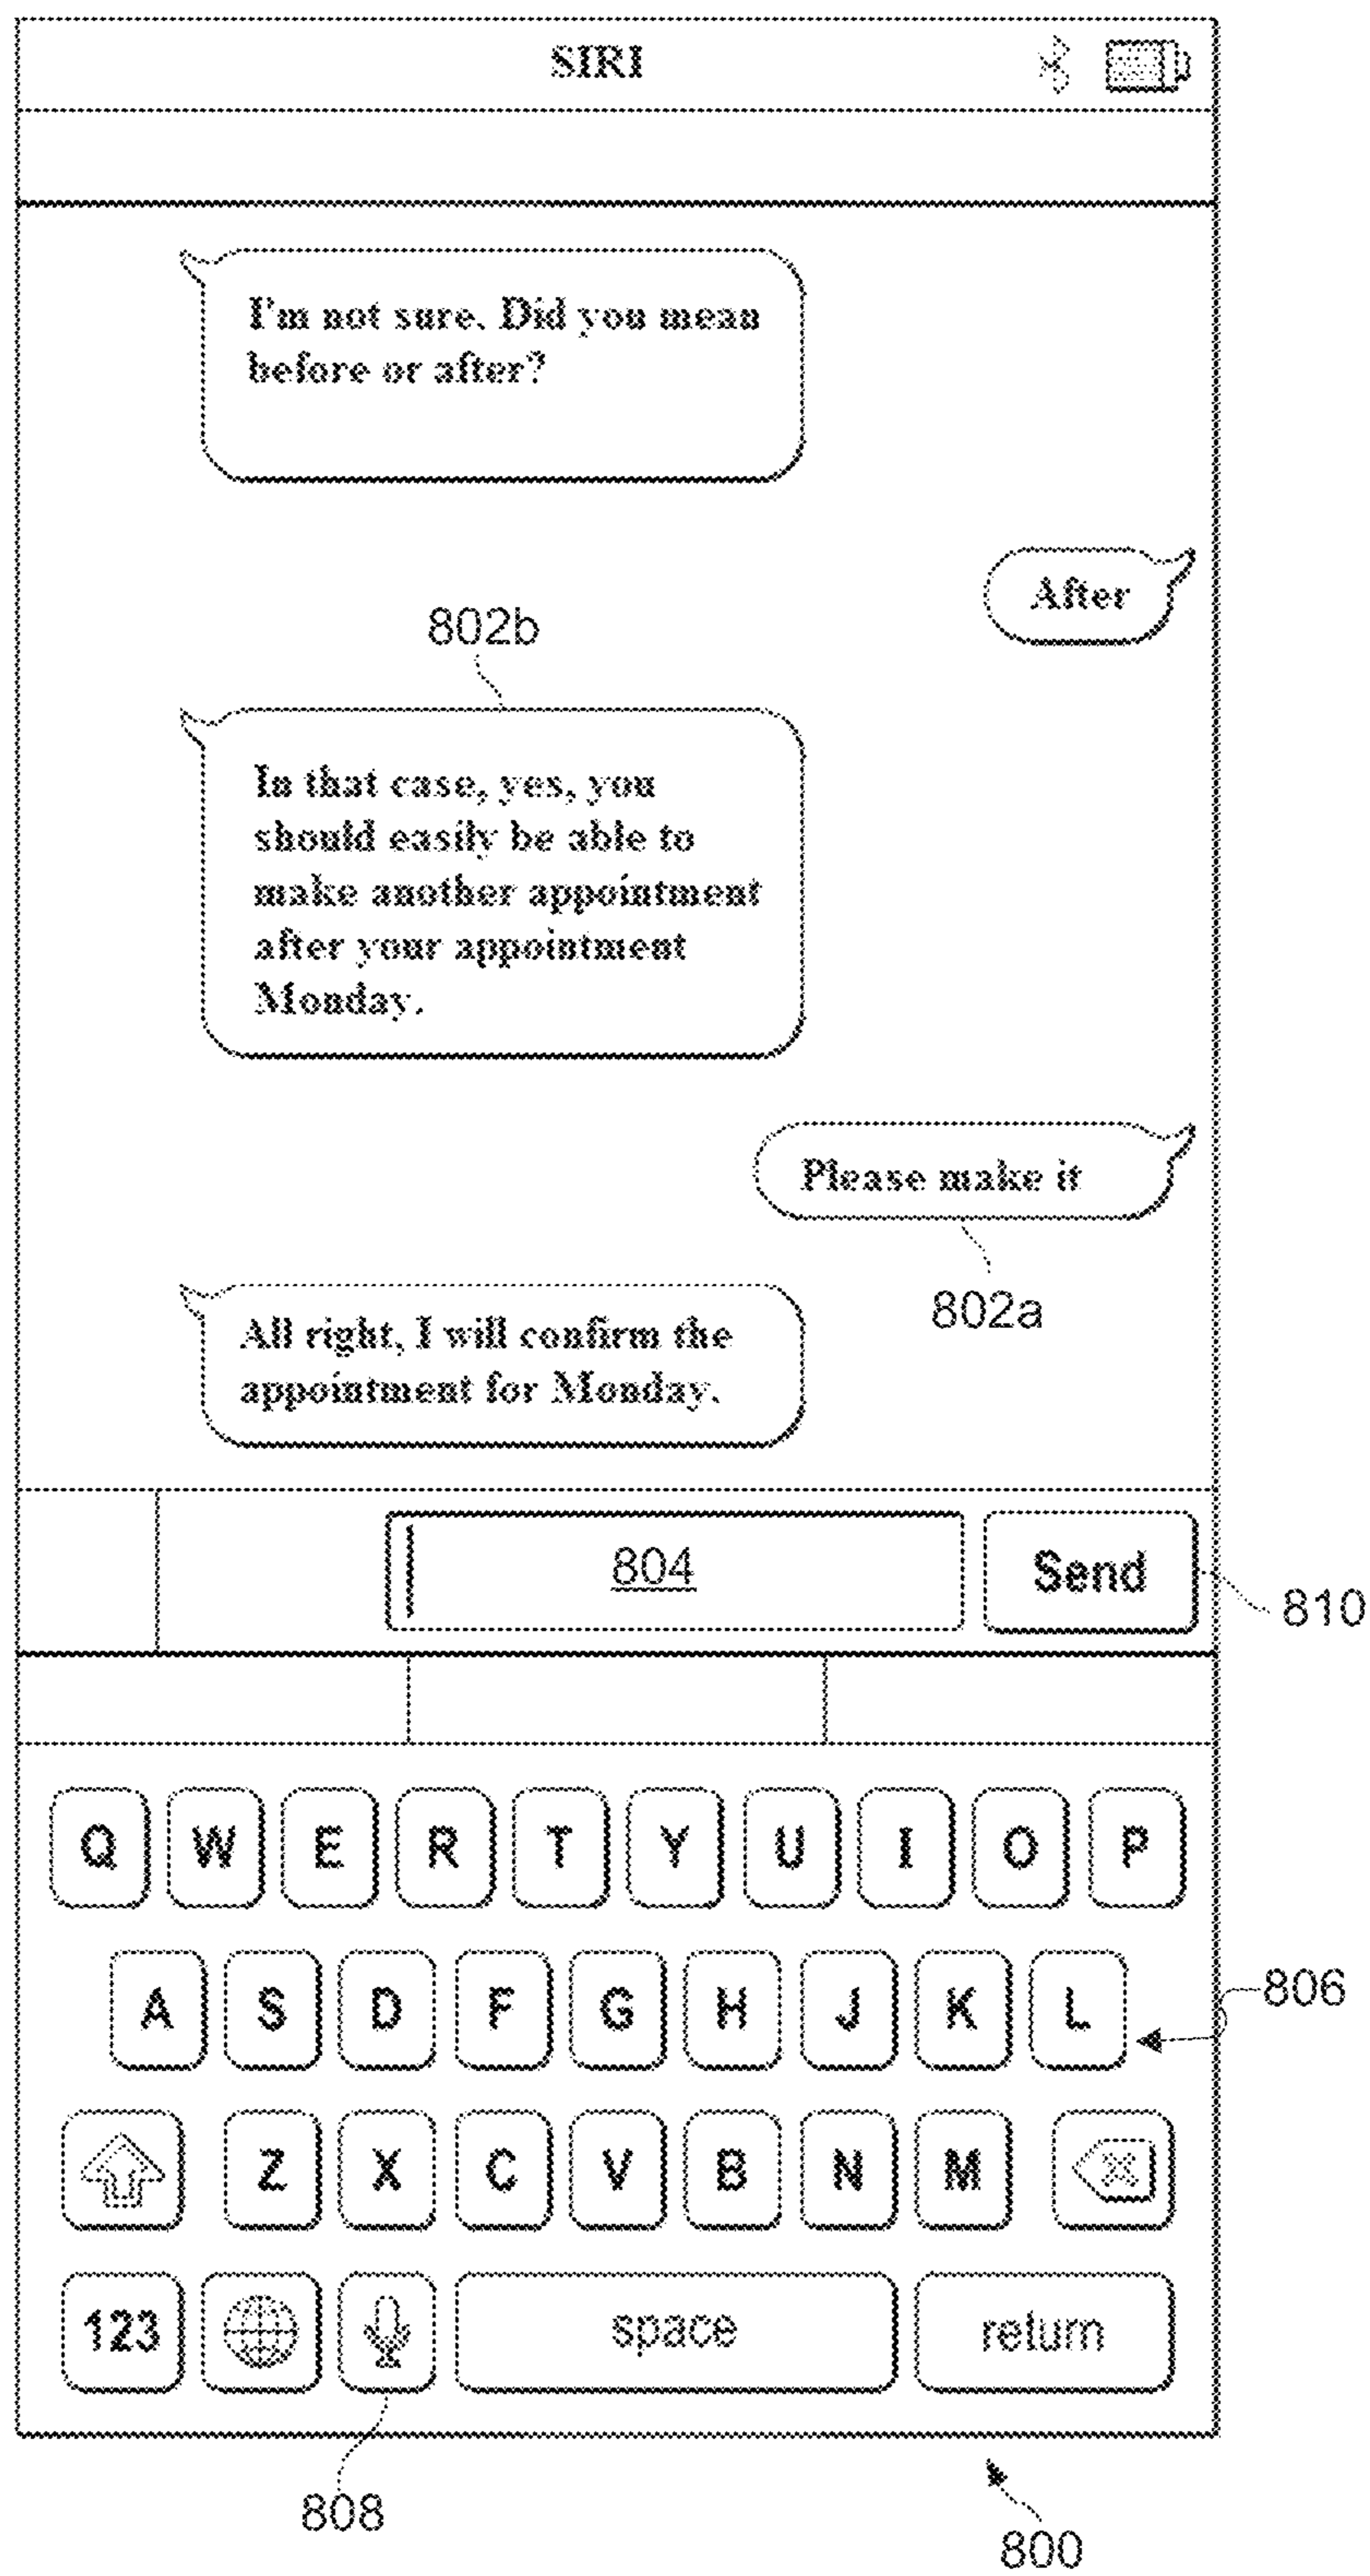 SIRI
I'm not sure. Did you mean
before or after?
After
802b
In that case, yes, you
should easily be able to
make another appointment
after your appointment
Monday.
Please make it
802a
All right, I will confirm the
appointment for Monday.
804
Send
810
Q W E R T Y U I O P
A S D F G H J K L
806
Z X C V B N M
123 space return
808
800